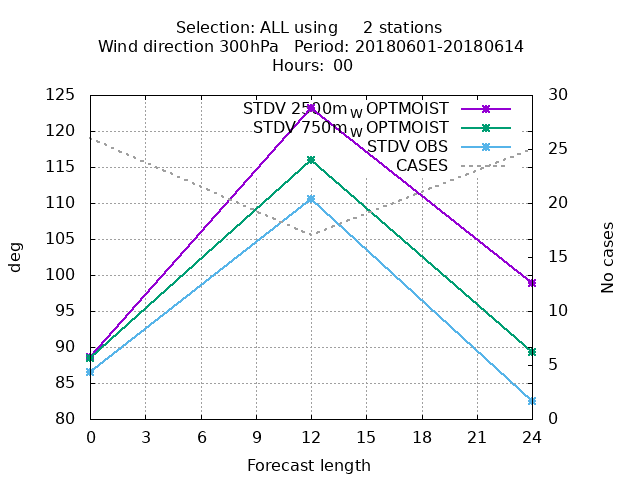 Selection: ALL using 2 stations
Wind direction 300hPa Period: 20180601-20180614
Hours: 00
125 STDV 2500m_W OPTMOIST 30
120 STDV 750m_W OPTMOIST
STDV OBS
115 CASES 25
110 20
105
100 15
95
90 10
85 5
80 0
deg
No cases
0 3 6 9 12 15 18 21 24
Forecast length